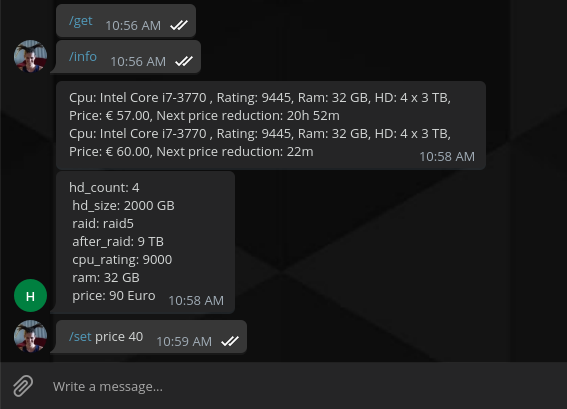 /get 10:56 AM
/info 10:56 AM
Cpu: Intel Core i7-3770 , Rating: 9445, Ram: 32 GB, HD: 4 x 3 TB,
Price: € 57.00, Next price reduction: 20h 52m
Cpu: Intel Core i7-3770 , Rating: 9445, Ram: 32 GB, HD: 4 x 3 TB,
Price: € 60.00, Next price reduction: 22m
10:58 AM
hd_count: 4
hd_size: 2000 GB
raid: raid5
after_raid: 9 TB
cpu_rating: 9000
ram: 32 GB
price: 90 Euro 10:58 AM
H
/set price 40 10:59 AM
Write a message...